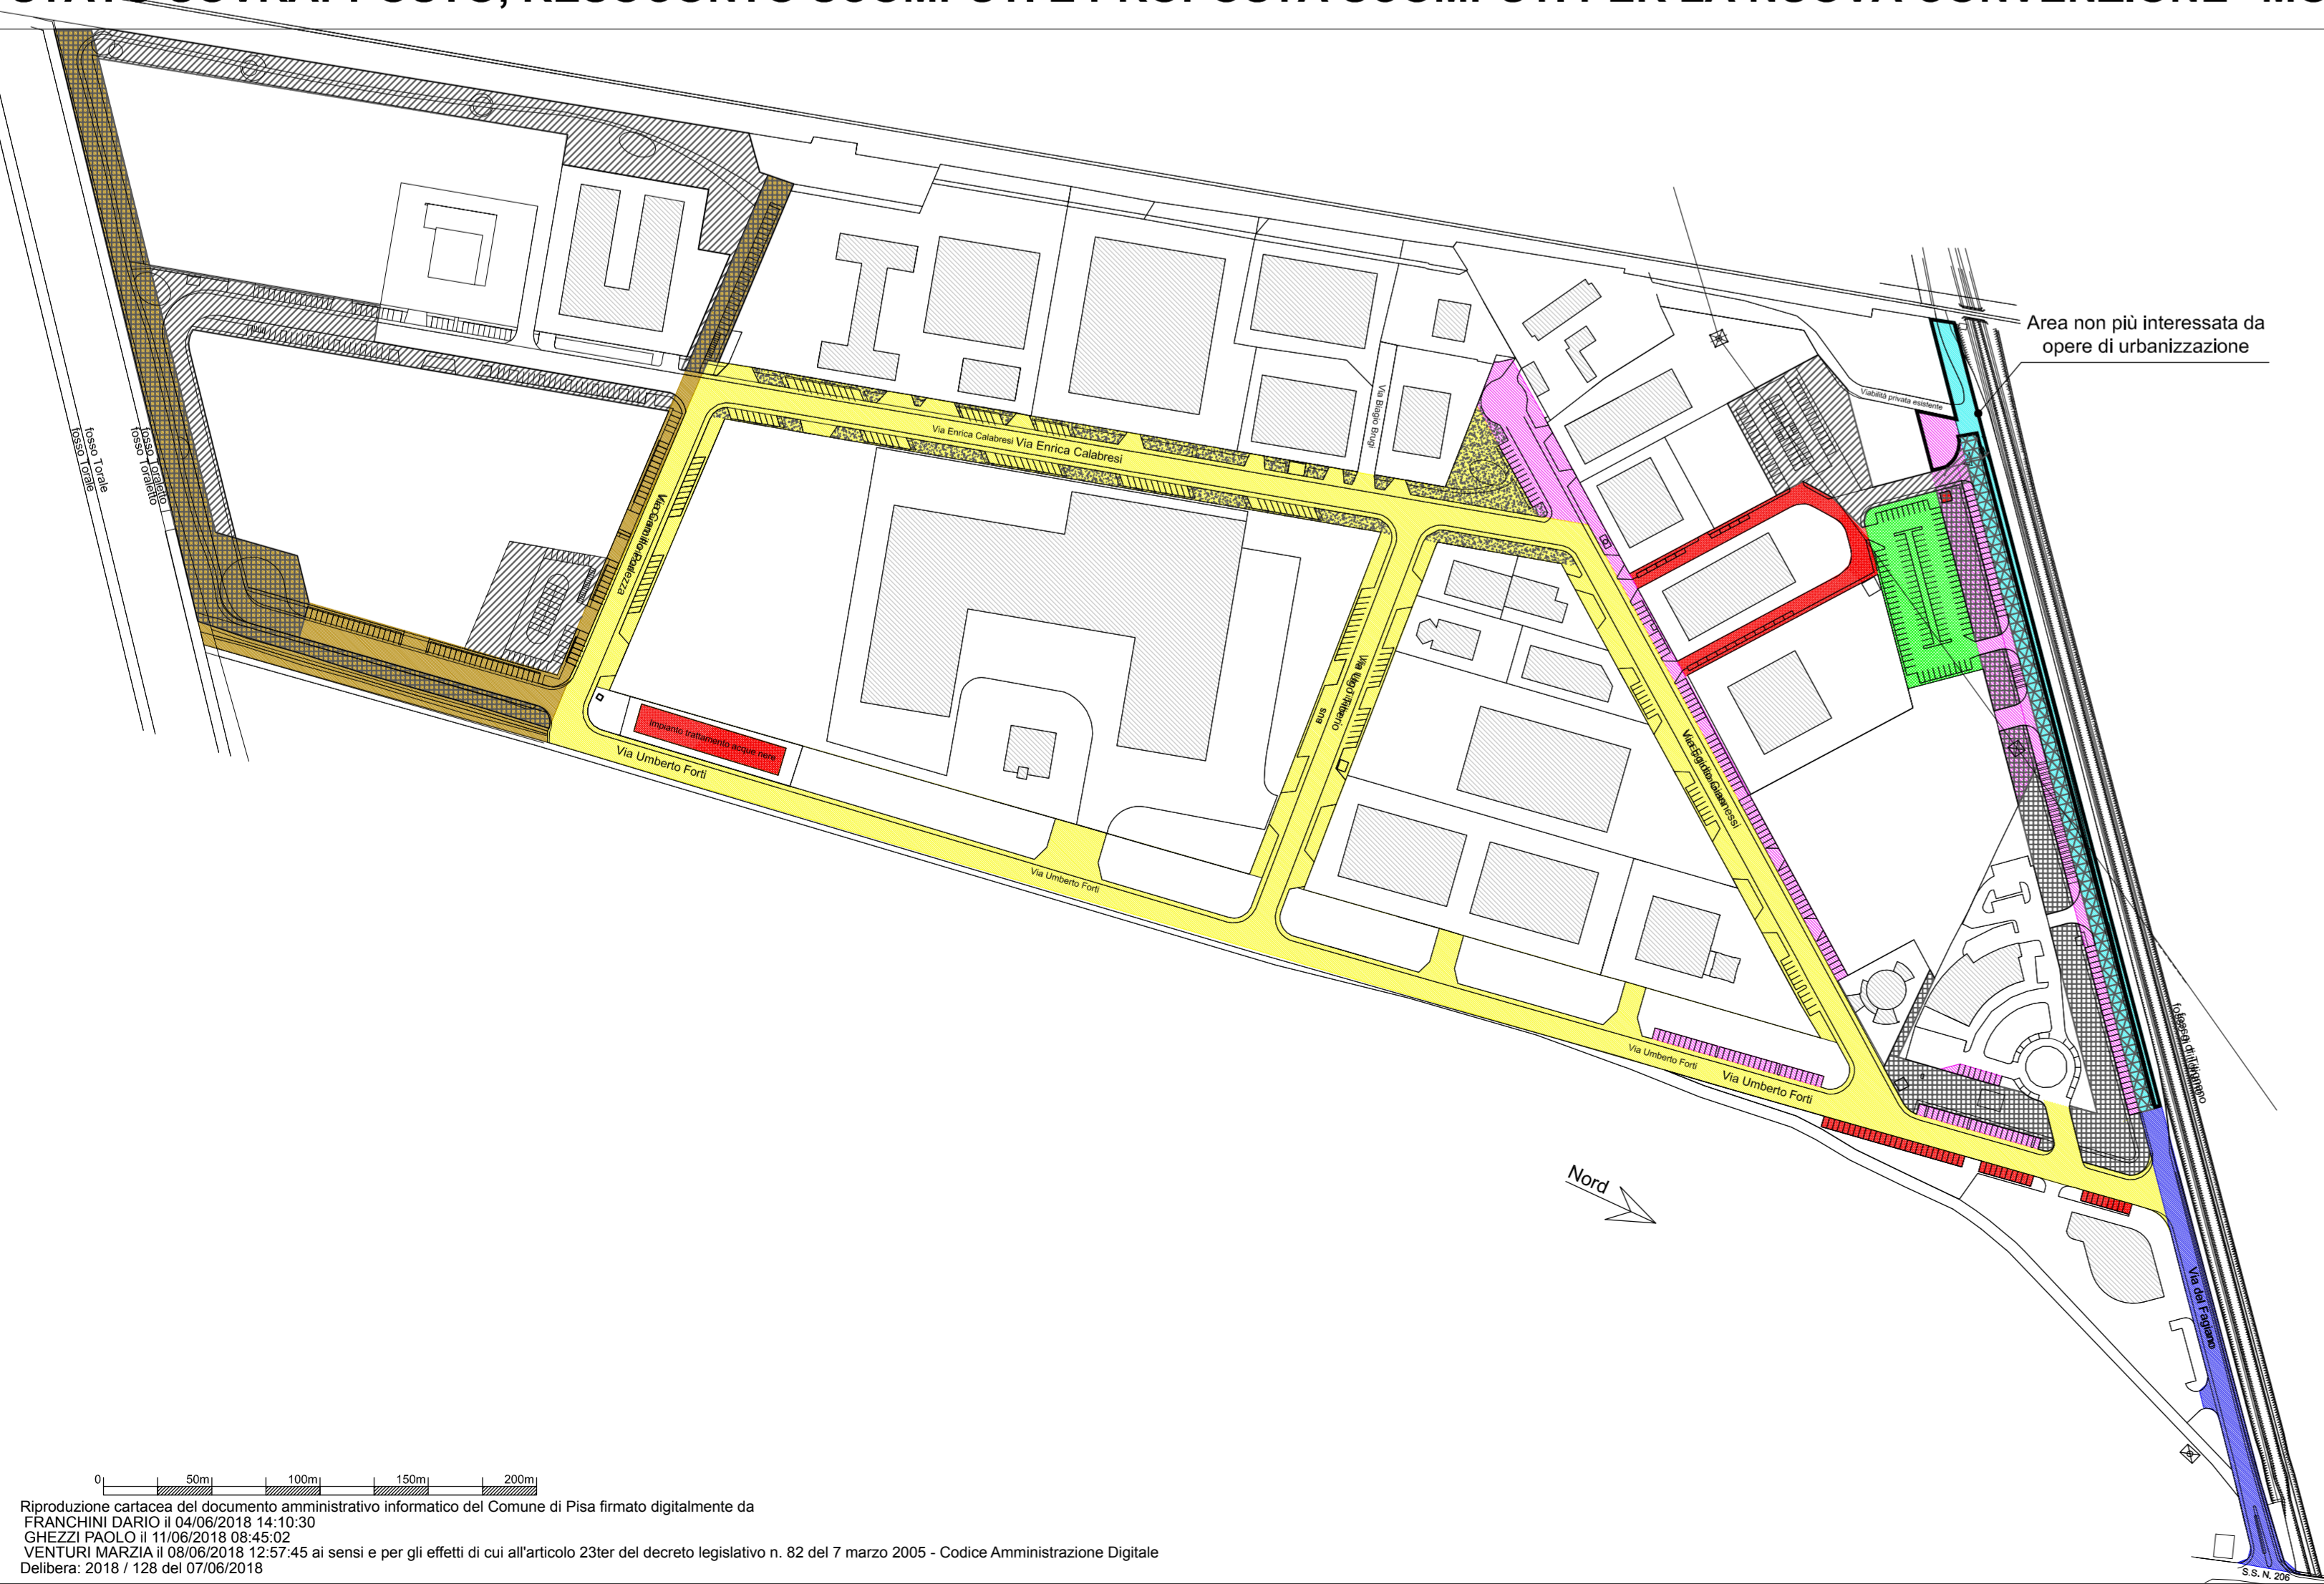 Area non più interessata da
opere di urbanizzazione
Viabilità privata esistente
Via Biagio Brugi
Via Enrica Calabresi Via Enrica Calabresi
fosso Torale
fosso Torale
fosso Toraletto
fosso Toraletto
BUS
Impianto trattamento acque nere
Via Umberto Forti
Via Umberto Forti
Via Umberto Forti
Via Umberto Forti
Nord
Via del Fagiano
S.S. N. 206
0 50m 100m 150m 200m
Riproduzione cartacea del documento amministrativo informatico del Comune di Pisa firmato digitalmente da
FRANCHINI DARIO il 04/06/2018 14:10:30
GHEZZI PAOLO il 11/06/2018 08:45:02
VENTURI MARZIA il 08/06/2018 12:57:45 ai sensi e per gli effetti di cui all'articolo 23ter del decreto legislativo n. 82 del 7 marzo 2005 - Codice Amministrazione Digitale
Delibera: 2018 / 128 del 07/06/2018